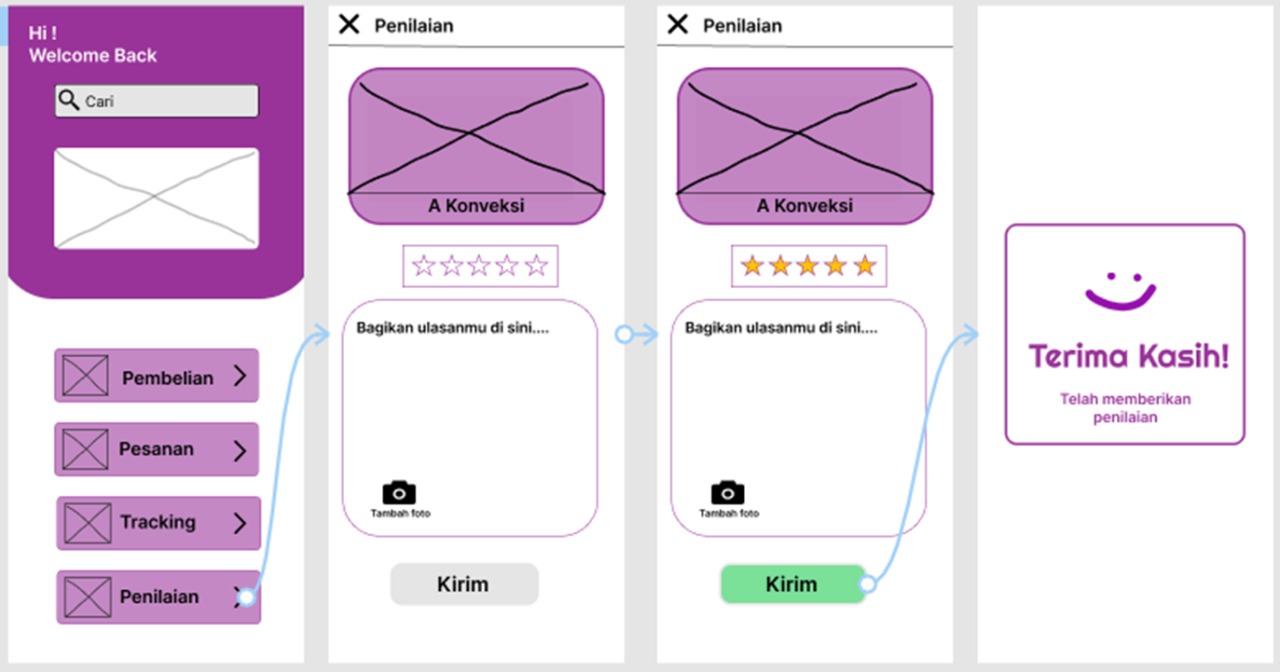 Hi !
Welcome Back
Cari
Pembelian
Pesanan
Tracking
Penilaian
Penilaian
A Konveksi
Bagikan ulasanmu di sini....
Tambah foto
Kirim
Penilaian
A Konveksi
Bagikan ulasanmu di sini....
Tambah foto
Kirim
Terima Kasih!
Telah memberikan
penilaian